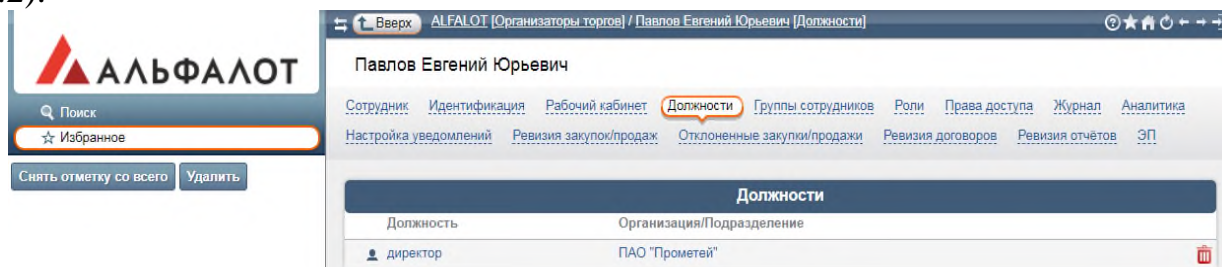 .2).
Вверх ALFALOT [Организаторы торгов] / Павлов Евгений Юрьевич [Должности]
АЛЬФАЛОТ
Поиск
Избранное
Снять отметку со всего Удалить
Павлов Евгений Юрьевич
Сотрудник Идентификация Рабочий кабинет Должности Группы сотрудников Роли Права доступа Журнал Аналитика
Настройка уведомлений Ревизия закупок/продаж Отклоненные закупки/продажи Ревизия договоров Ревизия отчётов ЭП
Должности
Должность Организация/Подразделение
директор ПАО "Прометей"